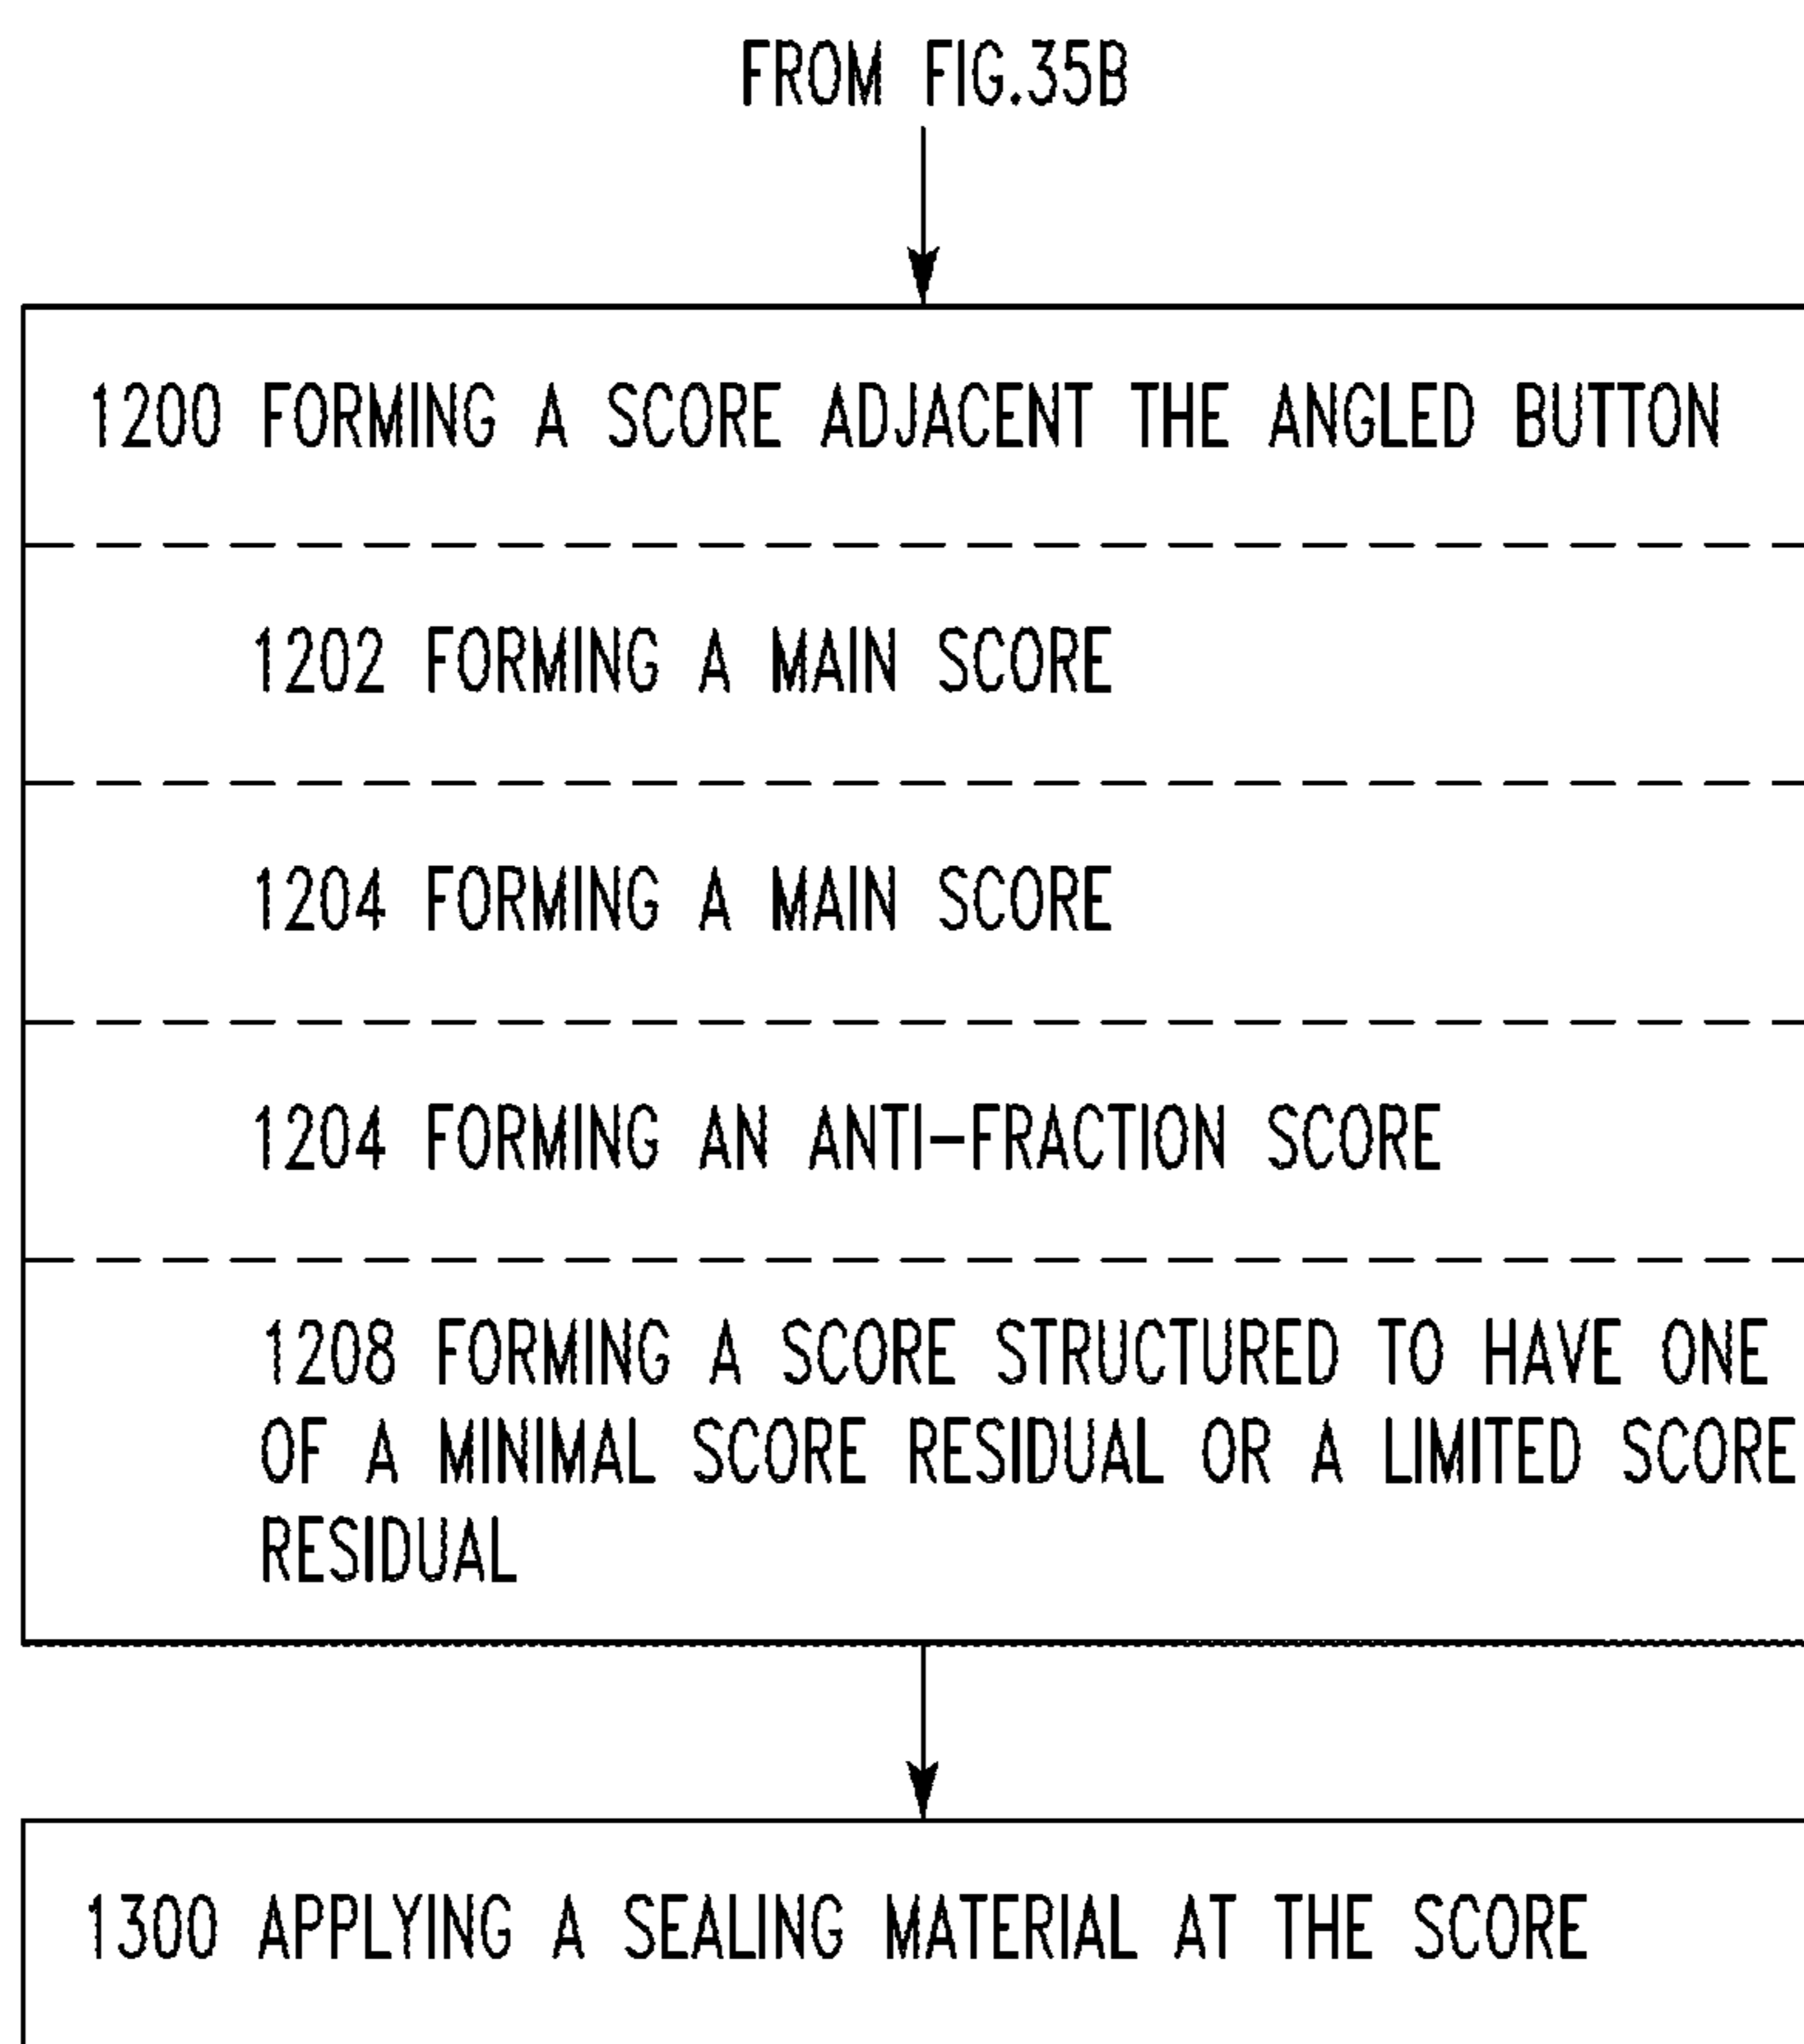 FROM FIG.35B
1200 FORMING A SCORE ADJACENT THE ANGLED BUTTON
1202 FORMING A MAIN SCORE
1204 FORMING A MAIN SCORE
1204 FORMING AN ANTI-FRACTION SCORE
1208 FORMING A SCORE STRUCTURED TO HAVE ONE
OF A MINIMAL SCORE RESIDUAL OR A LIMITED SCORE
RESIDUAL
1300 APPLYING A SEALING MATERIAL AT THE SCORE